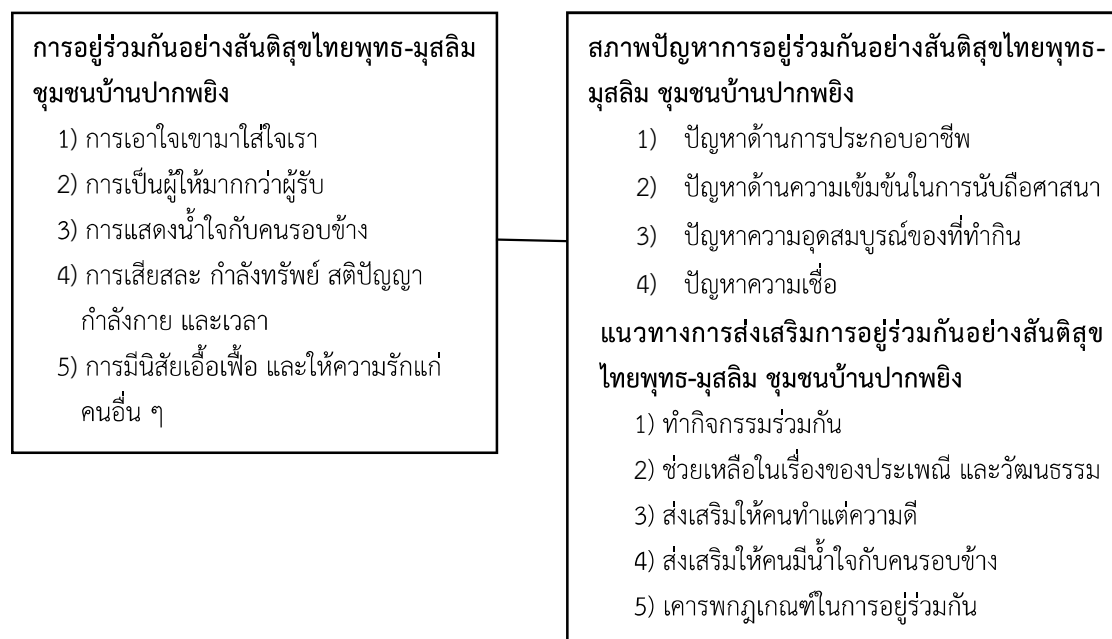 การอยู่ร่วมกันอย่างสันติสุขไทยพุทธ-มุสลิม
ชุมชนบ้านปากพยิง
1) การเอาใจเขามาใส่ใจเรา
2) การเป็นผู้ให้มากกว่าผู้รับ
3) การแสดงน้ำใจกับคนรอบข้าง
4) การเสียสละ กำลังทรัพย์ สติปัญญา
กำลังกาย และเวลา
5) การมีนิสัยเอื้อเฟื้อ และให้ความรักแก่
คนอื่น ๆ
สภาพปัญหาการอยู่ร่วมกันอย่างสันติสุขไทยพุทธ-
มุสลิม ชุมชนบ้านปากพยิง
1) ปัญหาด้านการประกอบอาชีพ
2) ปัญหาด้านความเข้มข้นในการนับถือศาสนา
3) ปัญหาความอุดสมบูรณ์ของที่ทำกิน
4) ปัญหาความเชื่อ
แนวทางการส่งเสริมการอยู่ร่วมกันอย่างสันติสุข
ไทยพุทธ-มุสลิม ชุมชนบ้านปากพยิง
1) ทำกิจกรรมร่วมกัน
2) ช่วยเหลือในเรื่องของประเพณี และวัฒนธรรม
3) ส่งเสริมให้คนทำแต่ความดี
4) ส่งเสริมให้คนมีน้ำใจกับคนรอบข้าง
5) เคารพกฎเกณฑ์ในการอยู่ร่วมกัน